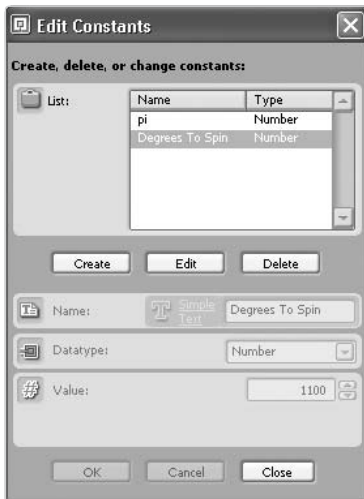 Edit Constants
Create, delete, or change constants:
List:
Name Type
pi Number
Degrees To Spin Number
Create Edit Delete
Name: T Simple Text Degrees To Spin
Datatype: Number
# Value: 1100
OK Cancel Close